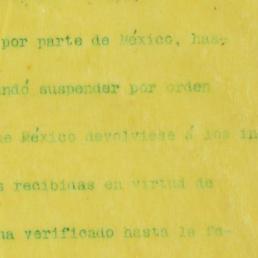 por parte de México, has-
ndó suspender por orden
e México devolviese á los in
s recibidas en virtud de
ha verificado hasta la fe-